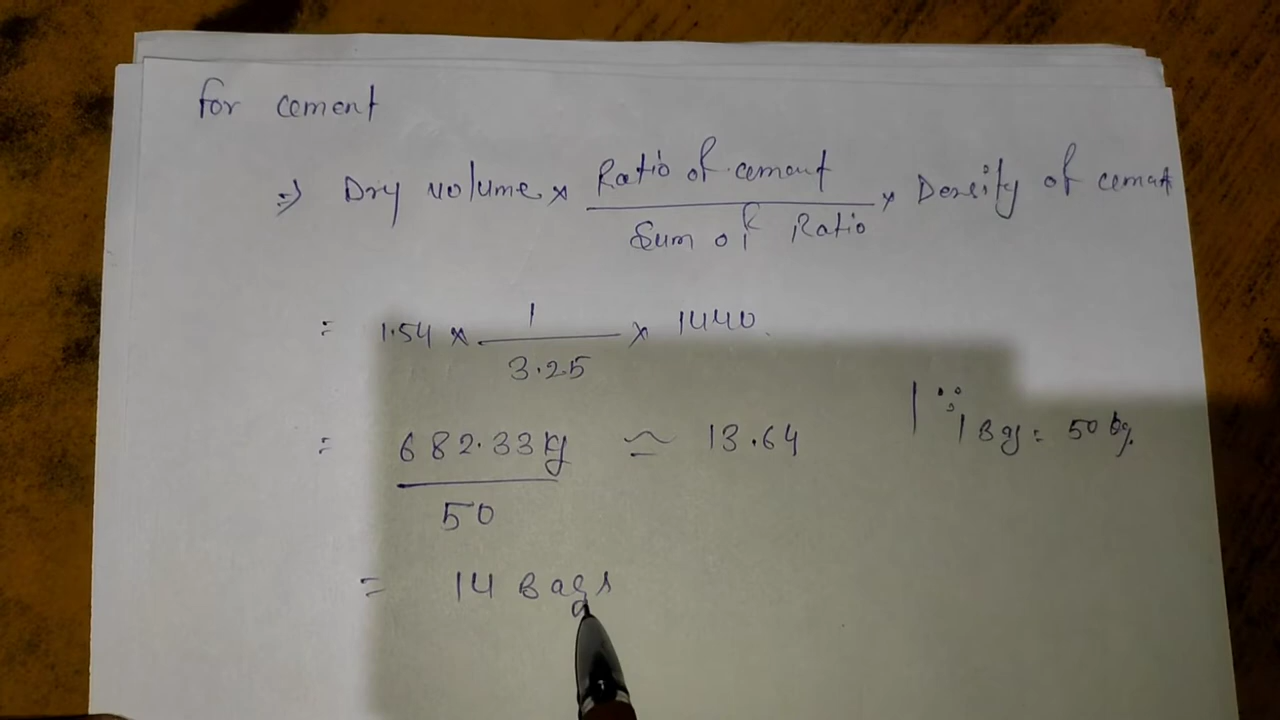 for cement
⇒ Dry volume × Ratio of cement / Sum of Ratio × Density of cement
= 1.54 × 1 / 3.25 × 1440.
= 682.33 kg / 50 ≃ 13.64
∵ 1 Bag = 50 kg.
= 14 Bags